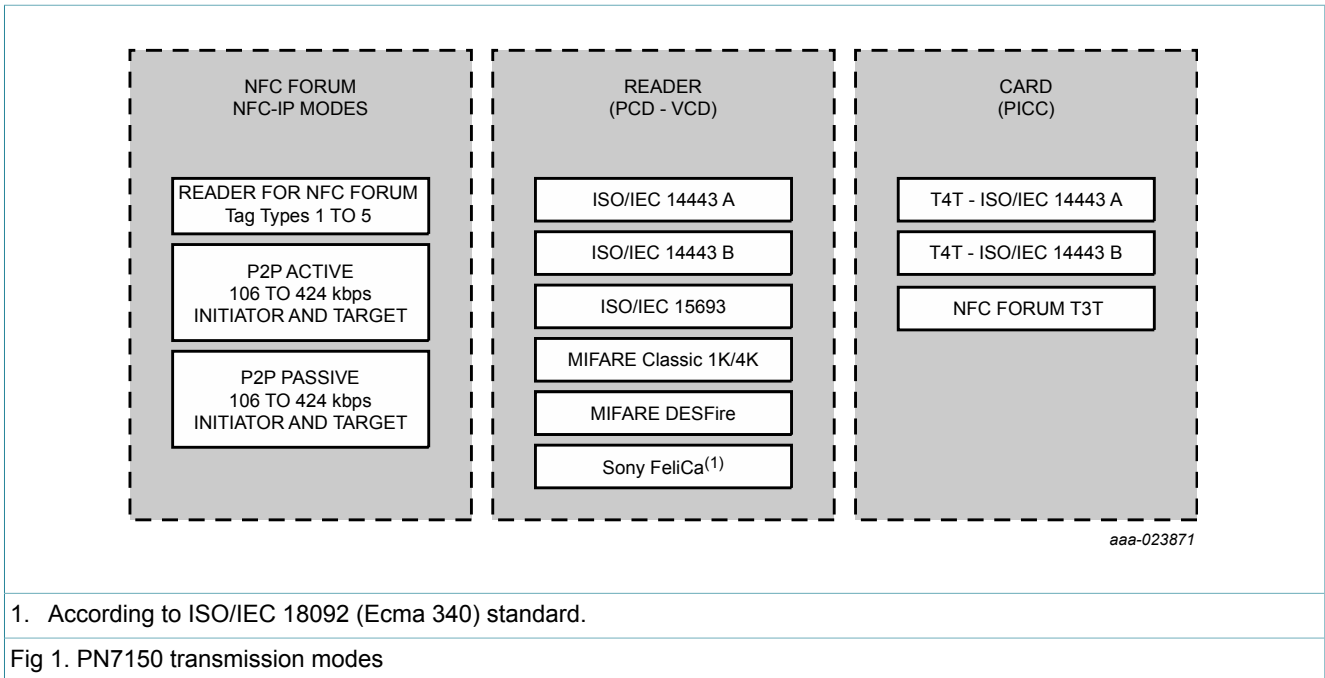 NFC FORUM
NFC-IP MODES
READER FOR NFC FORUM
Tag Types 1 TO 5
P2P ACTIVE
106 TO 424 kbps
INITIATOR AND TARGET
P2P PASSIVE
106 TO 424 kbps
INITIATOR AND TARGET
READER
(PCD - VCD)
ISO/IEC 14443 A
ISO/IEC 14443 B
ISO/IEC 15693
MIFARE Classic 1K/4K
MIFARE DESFire
Sony FeliCa(1)
CARD
(PICC)
T4T - ISO/IEC 14443 A
T4T - ISO/IEC 14443 B
NFC FORUM T3T
aaa-023871
1. According to ISO/IEC 18092 (Ecma 340) standard.
Fig 1. PN7150 transmission modes